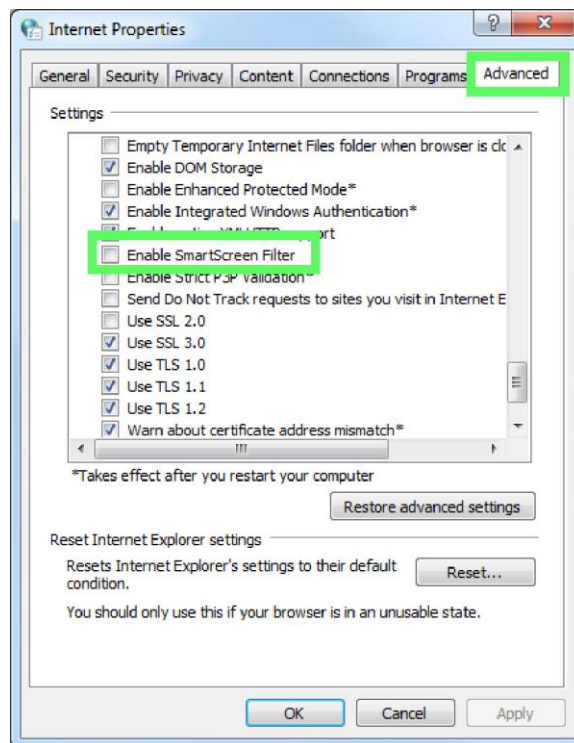 Internet Properties
General Security Privacy Content Connections Programs Advanced
Settings
Empty Temporary Internet Files folder when browser is clo
Enable DOM Storage
Enable Enhanced Protected Mode*
Enable Integrated Windows Authentication*
Enable SmartScreen Filter
Enable Strict P3P Validation*
Send Do Not Track requests to sites you visit in Internet E
Use SSL 2.0
Use SSL 3.0
Use TLS 1.0
Use TLS 1.1
Use TLS 1.2
Warn about certificate address mismatch*
*Takes effect after you restart your computer
Restore advanced settings
Reset Internet Explorer settings
Resets Internet Explorer's settings to their default
condition.
Reset...
You should only use this if your browser is in an unusable state.
OK Cancel Apply